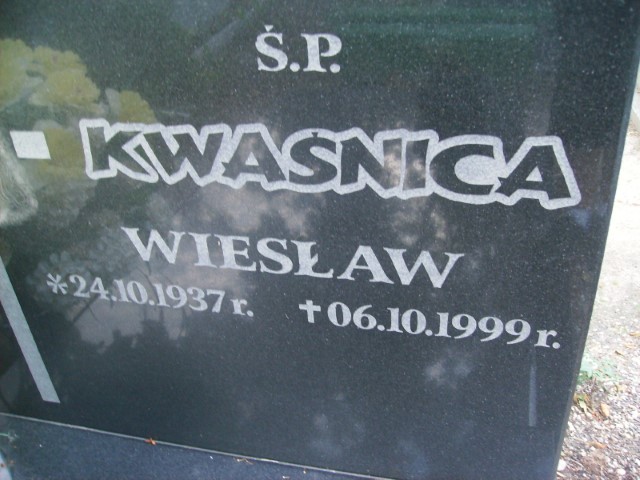 Ś.P.
KWAŚNICA
WIESŁAW
*24.10.1937 r. †06.10.1999 r.